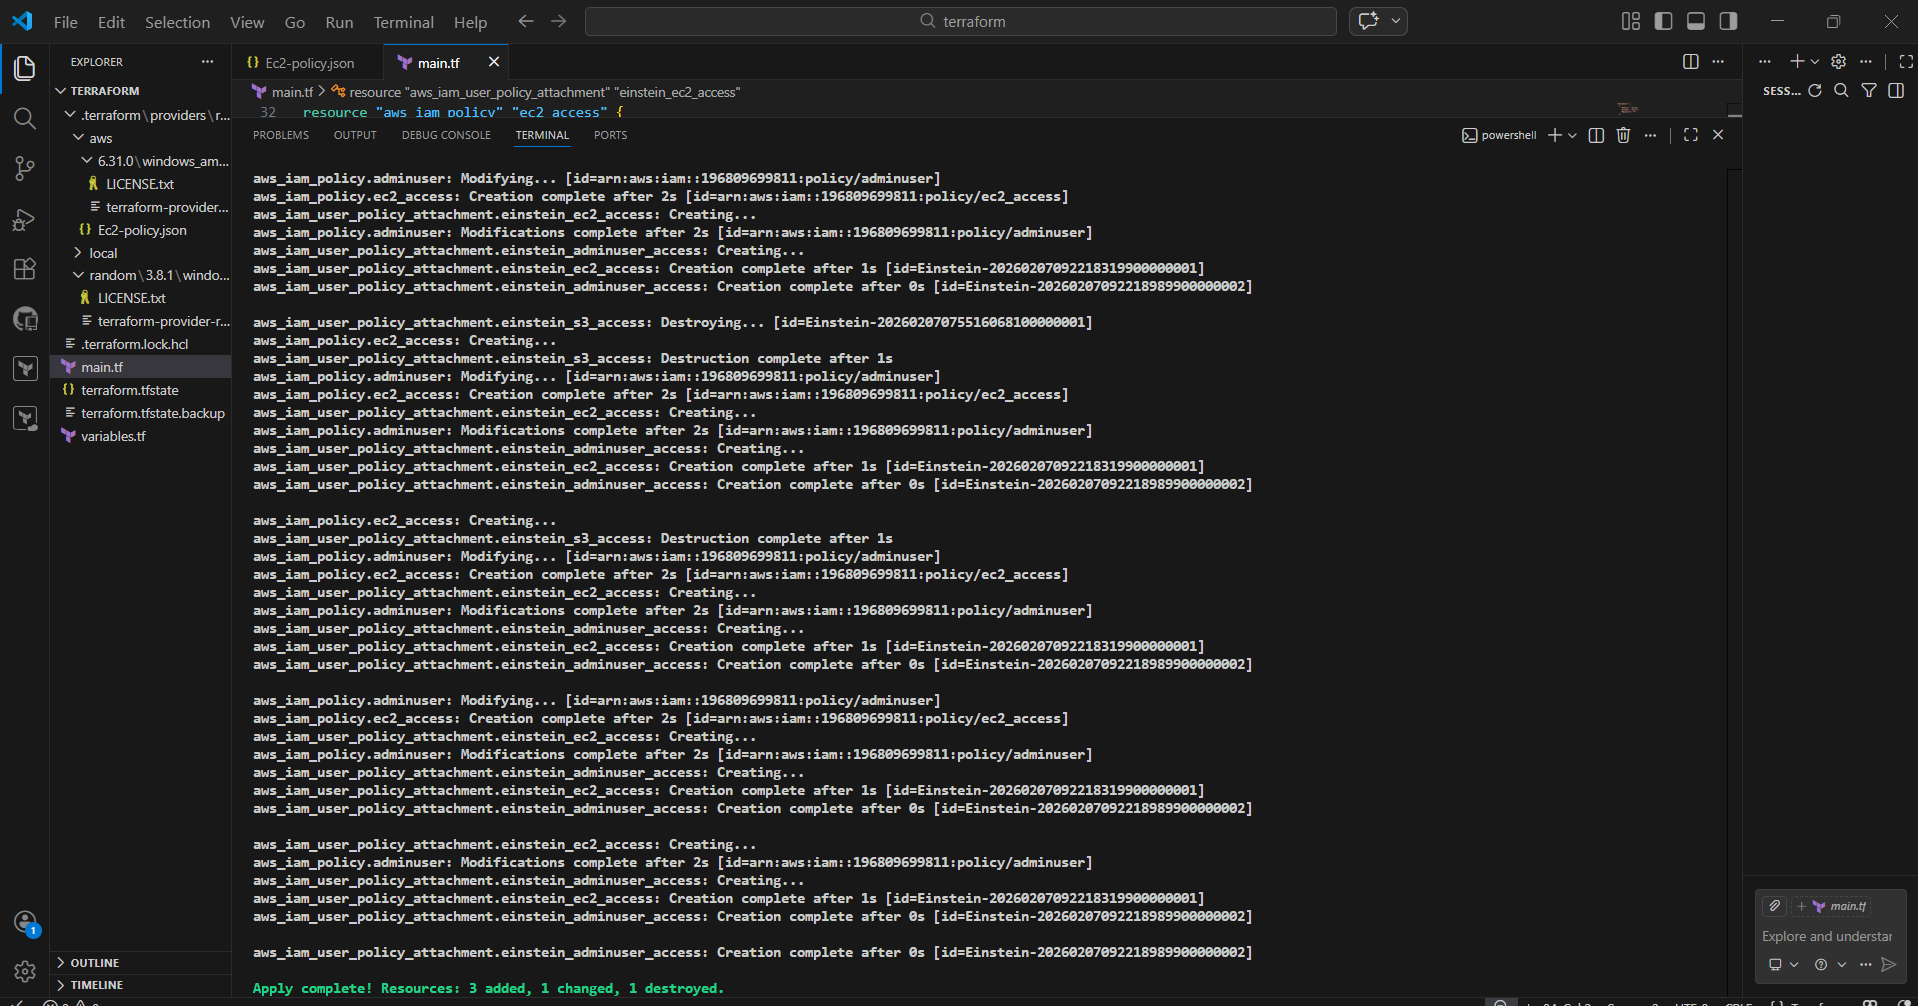 File Edit Selection View Go Run Terminal Help
terraform
EXPLORER
TERRAFORM
.terraform\providers\r...
aws
6.31.0\windows_am...
LICENSE.txt
terraform-provider...
Ec2-policy.json
local
random\3.8.1\windo...
LICENSE.txt
terraform-provider-r...
.terraform.lock.hcl
main.tf
terraform.tfstate
terraform.tfstate.backup
variables.tf
OUTLINE
TIMELINE
1
Ec2-policy.json
main.tf
main.tf > resource "aws_iam_user_policy_attachment" "einstein_ec2_access"
32 resource "aws_iam_policy" "ec2_access" {
PROBLEMS OUTPUT DEBUG CONSOLE TERMINAL PORTS
powershell
aws_iam_policy.adminuser: Modifying... [id=arn:aws:iam::196809699811:policy/adminuser]
aws_iam_policy.ec2_access: Creation complete after 2s [id=arn:aws:iam::196809699811:policy/ec2_access]
aws_iam_user_policy_attachment.einstein_ec2_access: Creating...
aws_iam_policy.adminuser: Modifications complete after 2s [id=arn:aws:iam::196809699811:policy/adminuser]
aws_iam_user_policy_attachment.einstein_adminuser_access: Creating...
aws_iam_user_policy_attachment.einstein_ec2_access: Creation complete after 1s [id=Einstein-20260207092218319900000001]
aws_iam_user_policy_attachment.einstein_adminuser_access: Creation complete after 0s [id=Einstein-20260207092218989900000002]
aws_iam_user_policy_attachment.einstein_s3_access: Destroying... [id=Einstein-20260207075516068100000001]
aws_iam_policy.ec2_access: Creating...
aws_iam_user_policy_attachment.einstein_s3_access: Destruction complete after 1s
aws_iam_policy.adminuser: Modifying... [id=arn:aws:iam::196809699811:policy/adminuser]
aws_iam_policy.ec2_access: Creation complete after 2s [id=arn:aws:iam::196809699811:policy/ec2_access]
aws_iam_user_policy_attachment.einstein_ec2_access: Creating...
aws_iam_policy.adminuser: Modifications complete after 2s [id=arn:aws:iam::196809699811:policy/adminuser]
aws_iam_user_policy_attachment.einstein_adminuser_access: Creating...
aws_iam_user_policy_attachment.einstein_ec2_access: Creation complete after 1s [id=Einstein-20260207092218319900000001]
aws_iam_user_policy_attachment.einstein_adminuser_access: Creation complete after 0s [id=Einstein-20260207092218989900000002]
aws_iam_policy.ec2_access: Creating...
aws_iam_user_policy_attachment.einstein_s3_access: Destruction complete after 1s
aws_iam_policy.adminuser: Modifying... [id=arn:aws:iam::196809699811:policy/adminuser]
aws_iam_policy.ec2_access: Creation complete after 2s [id=arn:aws:iam::196809699811:policy/ec2_access]
aws_iam_user_policy_attachment.einstein_ec2_access: Creating...
aws_iam_policy.adminuser: Modifications complete after 2s [id=arn:aws:iam::196809699811:policy/adminuser]
aws_iam_user_policy_attachment.einstein_adminuser_access: Creating...
aws_iam_user_policy_attachment.einstein_ec2_access: Creation complete after 1s [id=Einstein-20260207092218319900000001]
aws_iam_user_policy_attachment.einstein_adminuser_access: Creation complete after 0s [id=Einstein-20260207092218989900000002]
aws_iam_policy.adminuser: Modifying... [id=arn:aws:iam::196809699811:policy/adminuser]
aws_iam_policy.ec2_access: Creation complete after 2s [id=arn:aws:iam::196809699811:policy/ec2_access]
aws_iam_user_policy_attachment.einstein_ec2_access: Creating...
aws_iam_policy.adminuser: Modifications complete after 2s [id=arn:aws:iam::196809699811:policy/adminuser]
aws_iam_user_policy_attachment.einstein_adminuser_access: Creating...
aws_iam_user_policy_attachment.einstein_ec2_access: Creation complete after 1s [id=Einstein-20260207092218319900000001]
aws_iam_user_policy_attachment.einstein_adminuser_access: Creation complete after 0s [id=Einstein-20260207092218989900000002]
aws_iam_user_policy_attachment.einstein_ec2_access: Creating...
aws_iam_policy.adminuser: Modifications complete after 2s [id=arn:aws:iam::196809699811:policy/adminuser]
aws_iam_user_policy_attachment.einstein_adminuser_access: Creating...
aws_iam_user_policy_attachment.einstein_ec2_access: Creation complete after 1s [id=Einstein-20260207092218319900000001]
aws_iam_user_policy_attachment.einstein_adminuser_access: Creation complete after 0s [id=Einstein-20260207092218989900000002]
aws_iam_user_policy_attachment.einstein_adminuser_access: Creation complete after 0s [id=Einstein-20260207092218989900000002]
Apply complete! Resources: 3 added, 1 changed, 1 destroyed.
SESS...
main.tf
Explore and understar